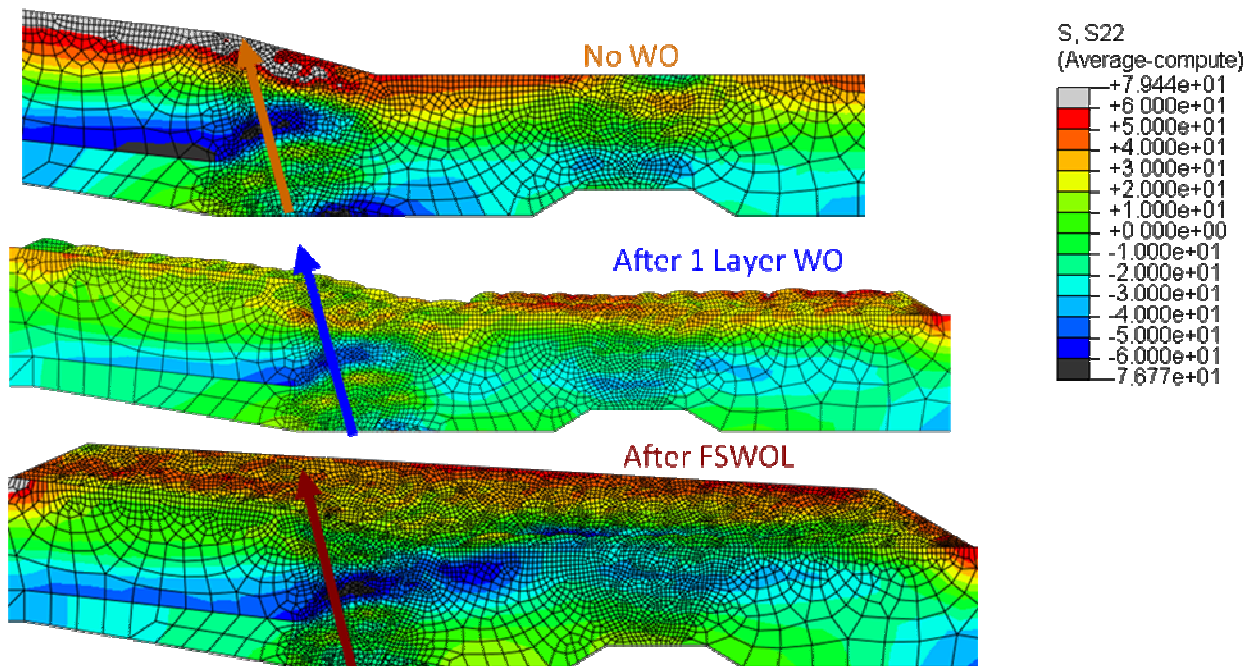 No WO
After 1 Layer WO
After FSWOL
S, S22
(Average-compute)
+7.944e+01
+6.000e+01
+5.000e+01
+4.000e+01
+3.000e+01
+2.000e+01
+1.000e+01
+0.000e+00
-1.000e+01
-2.000e+01
-3.000e+01
-4.000e+01
-5.000e+01
-6.000e+01
-7.677e+01